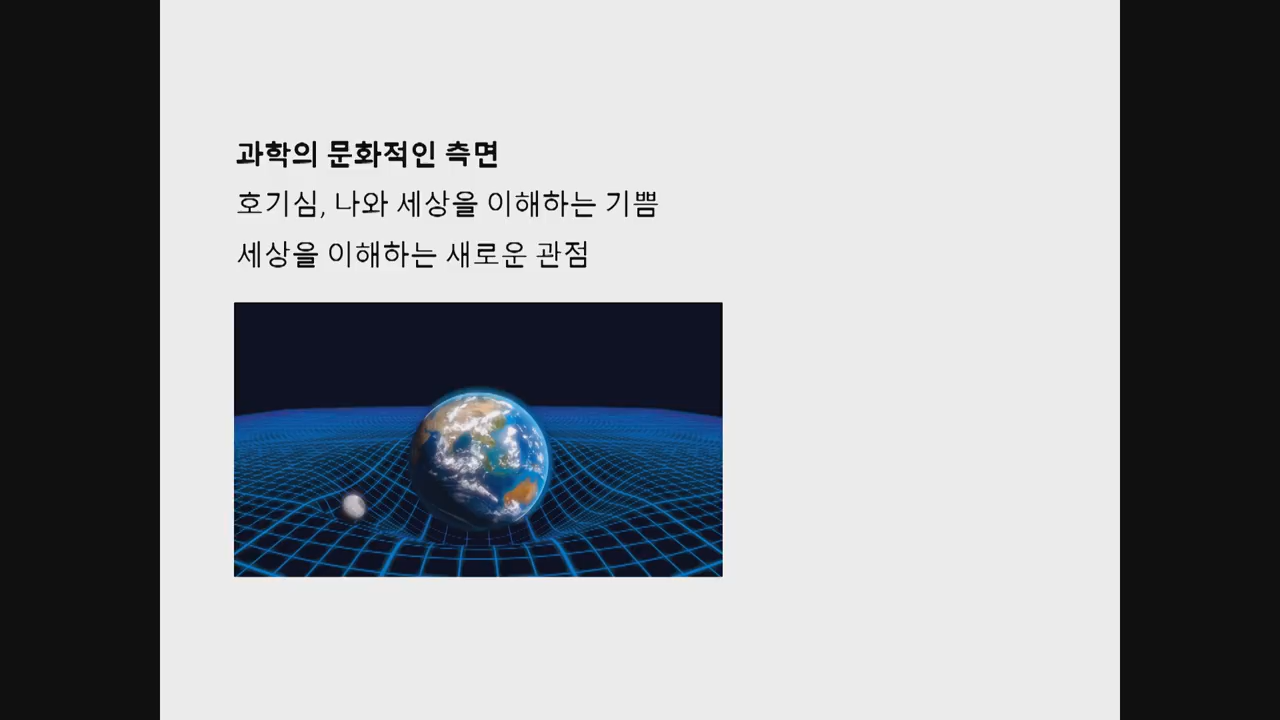 과학의 문화적인 측면
호기심, 나와 세상을 이해하는 기쁨
세상을 이해하는 새로운 관점